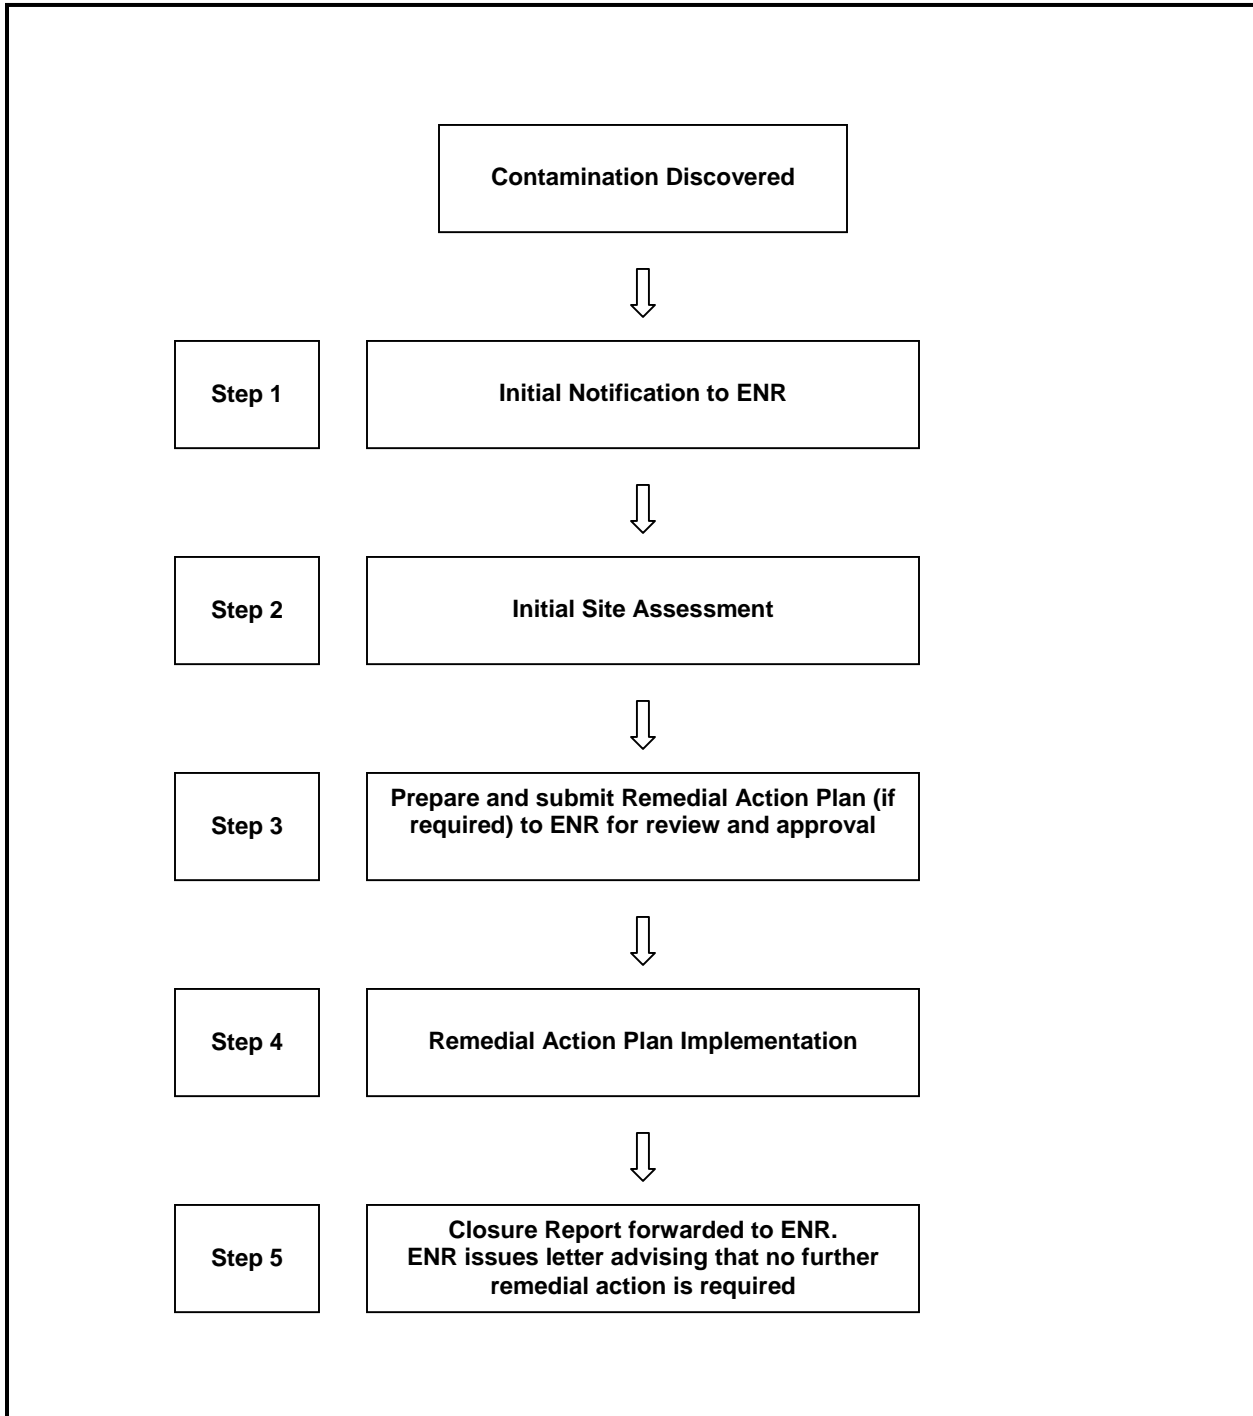 Contamination Discovered
Step 1
Initial Notification to ENR
Step 2
Initial Site Assessment
Step 3
Prepare and submit Remedial Action Plan (if
required) to ENR for review and approval
Step 4
Remedial Action Plan Implementation
Step 5
Closure Report forwarded to ENR.
ENR issues letter advising that no further
remedial action is required